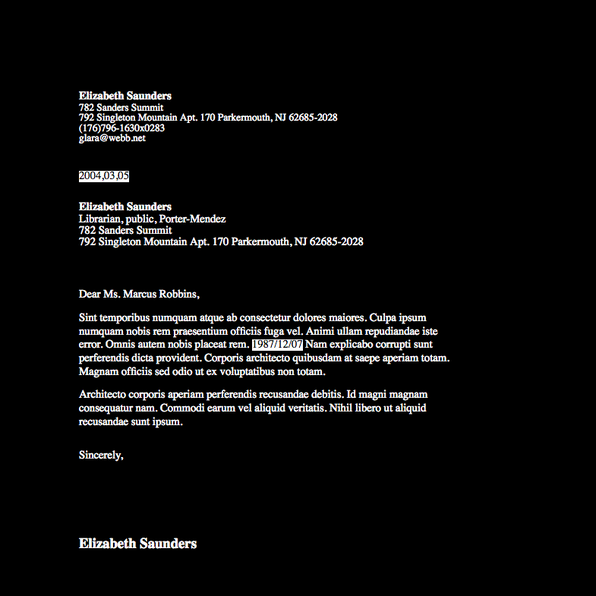 Elizabeth Saunders
782 Sanders Summit
792 Singleton Mountain Apt. 170 Parkermouth, NJ 62685-2028
(176)796-1630x0283
glara@webb.net
2004,03,05
Elizabeth Saunders
Librarian, public, Porter-Mendez
782 Sanders Summit
792 Singleton Mountain Apt. 170 Parkermouth, NJ 62685-2028
Dear Ms. Marcus Robbins,
Sint temporibus numquam atque ab consectetur dolores maiores. Culpa ipsum
numquam nobis rem praesentium officiis fuga vel. Animi ullam repudiandae iste
error. Omnis autem nobis placeat rem. 1987/12/07 Nam explicabo corrupti sunt
perferendis dicta provident. Corporis architecto quibusdam at saepe aperiam totam.
Magnam officiis sed odio ut ex voluptatibus non totam.
Architecto corporis aperiam perferendis recusandae debitis. Id magni magnam
consequatur nam. Commodi earum vel aliquid veritatis. Nihil libero ut aliquid
recusandae sunt ipsum.
Sincerely,
Elizabeth Saunders